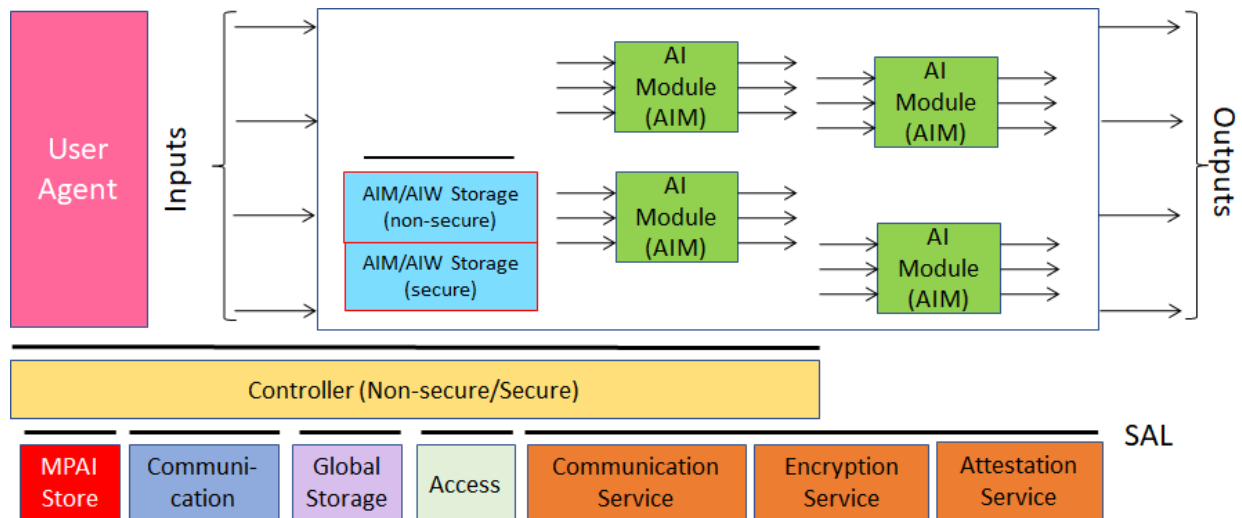 User
Agent
Inputs
AIM/AIW Storage
(non-secure)
AIM/AIW Storage
(secure)
AI
Module
(AIM)
AI
Module
(AIM)
AI
Module
(AIM)
AI
Module
(AIM)
Outputs
Controller (Non-secure/Secure)
SAL
MPAI
Store
Communi-
cation
Global
Storage
Access
Communication
Service
Encryption
Service
Attestation
Service